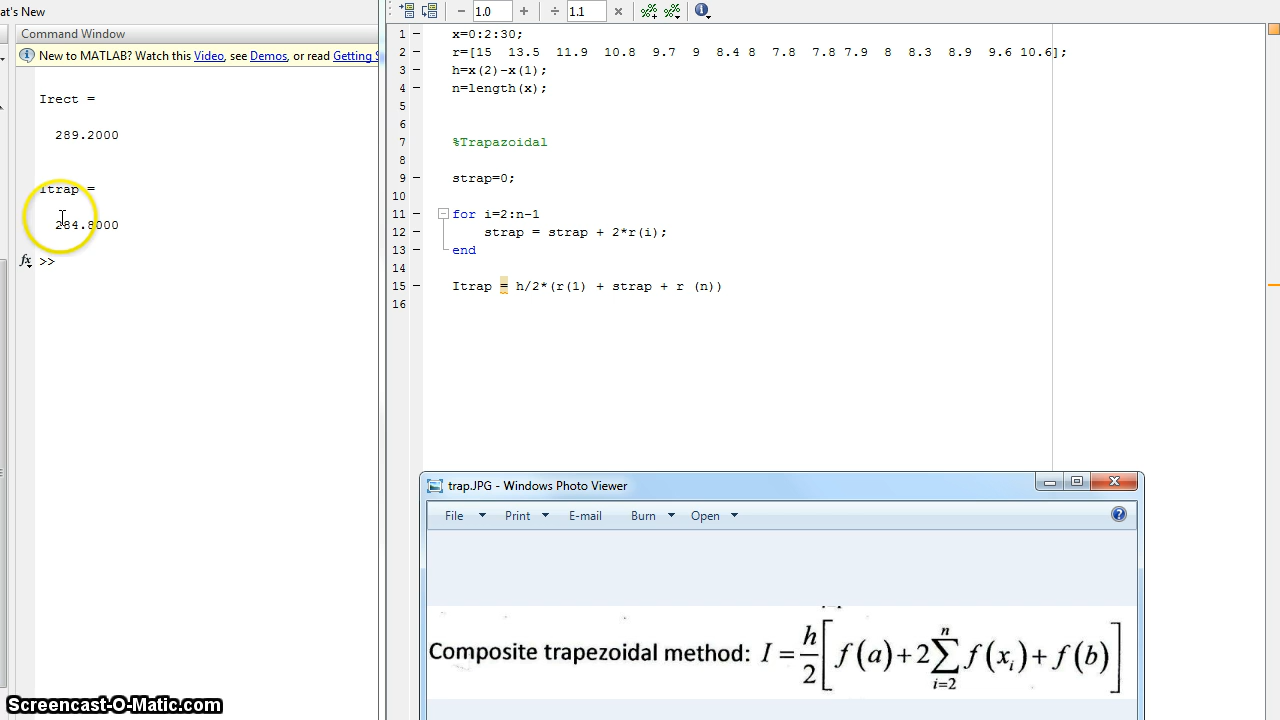 at's New
Command Window
New to MATLAB? Watch this Video, see Demos, or read Getting S
Irect =
289.2000
Itrap =
284.8000
fx >>
− 1.0 + ÷ 1.1 ×
1 x=0:2:30;
2 r=[15 13.5 11.9 10.8 9.7 9 8.4 8 7.8 7.8 7.9 8 8.3 8.9 9.6 10.6];
3 h=x(2)-x(1);
4 n=length(x);
5
6
7 %Trapazoidal
8
9 strap=0;
10
11 for i=2:n-1
12 strap = strap + 2*r(i);
13 end
14
15 Itrap = h/2*(r(1) + strap + r (n))
16
trap.JPG - Windows Photo Viewer
File Print E-mail Burn Open
Composite trapezoidal method: I = h/2 [ f(a) + 2 ∑ i=2 n f(x_i) + f(b) ]
Screencast-O-Matic.com